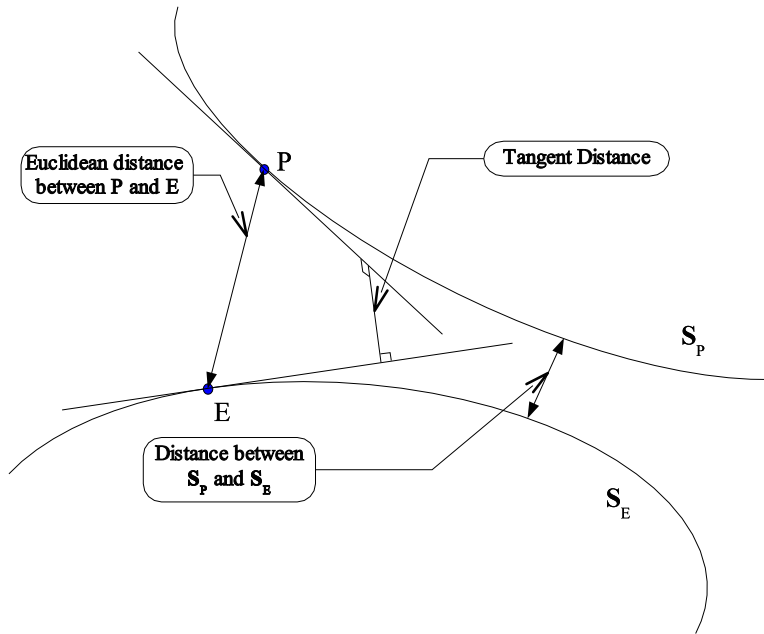 Euclidean distance
between P and E
P
Tangent Distance
S_P
E
Distance between
S_P and S_E
S_E